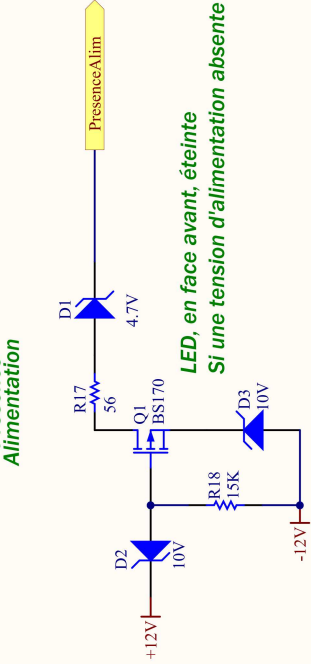 Alimentation
PresenceAlim
D1
4.7V
R17
56
Q1
BS170
LED, en face avant, éteinte
Si une tension d'alimentation absente
D2
10V
R18
15K
D3
10V
+12V
-12V